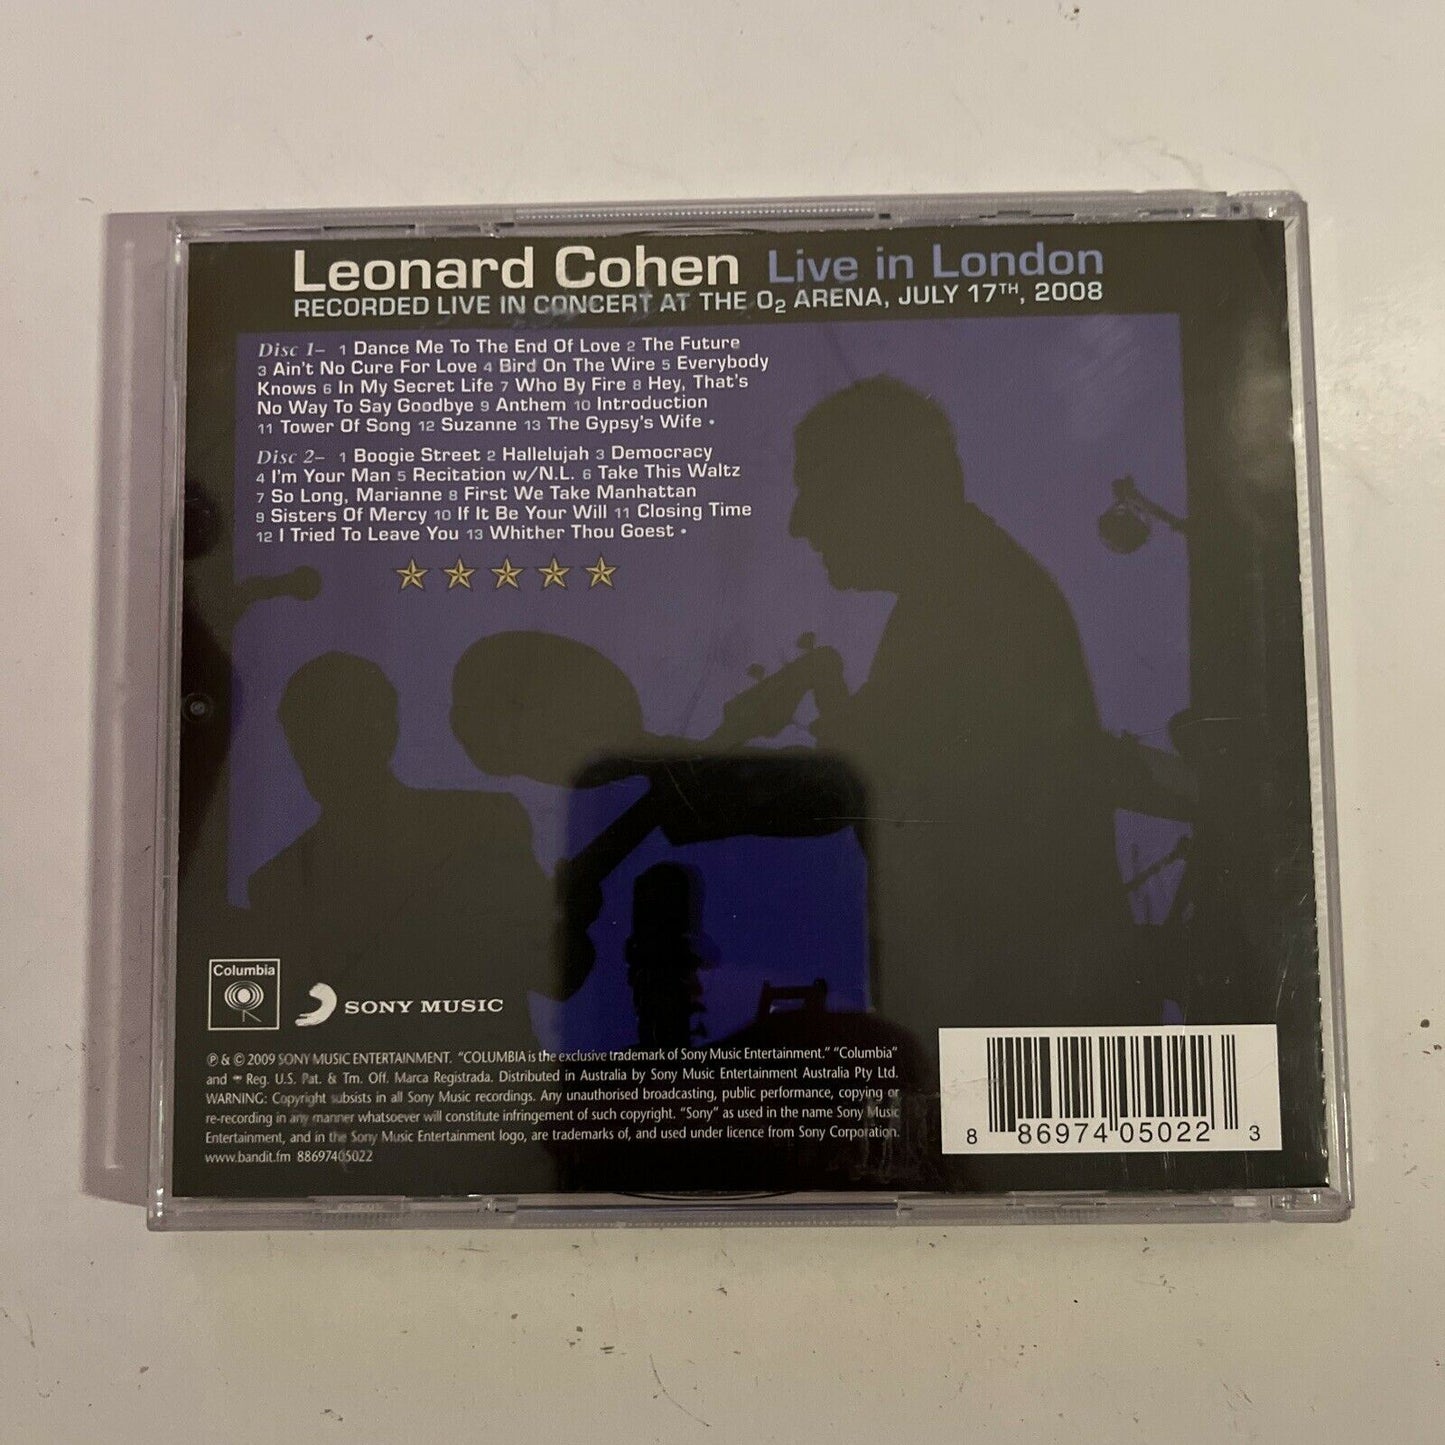 Leonard Cohen Live in London
RECORDED LIVE IN CONCERT AT THE O2 ARENA, JULY 17TH, 2008
Disc 1– 1 Dance Me To The End Of Love 2 The Future
3 Ain't No Cure For Love 4 Bird On The Wire 5 Everybody
Knows 6 In My Secret Life 7 Who By Fire 8 Hey, That's
No Way To Say Goodbye 9 Anthem 10 Introduction
11 Tower Of Song 12 Suzanne 13 The Gypsy's Wife •
Disc 2– 1 Boogie Street 2 Hallelujah 3 Democracy
4 I'm Your Man 5 Recitation w/N.L. 6 Take This Waltz
7 So Long, Marianne 8 First We Take Manhattan
9 Sisters Of Mercy 10 If It Be Your Will 11 Closing Time
12 I Tried To Leave You 13 Whither Thou Goest •
Columbia
SONY MUSIC
℗ & © 2009 SONY MUSIC ENTERTAINMENT. "COLUMBIA is the exclusive trademark of Sony Music Entertainment." "Columbia"
and Reg. U.S. Pat. & Tm. Off. Marca Registrada. Distributed in Australia by Sony Music Entertainment Australia Pty Ltd.
WARNING: Copyright subsists in all Sony Music recordings. Any unauthorised broadcasting, public performance, copying or
re-recording in any manner whatsoever will constitute infringement of such copyright. "Sony" as used in the name Sony Music
Entertainment, and in the Sony Music Entertainment logo, are trademarks of, and used under licence from Sony Corporation.
www.bandit.fm 88697405022
8 86974 05022 3